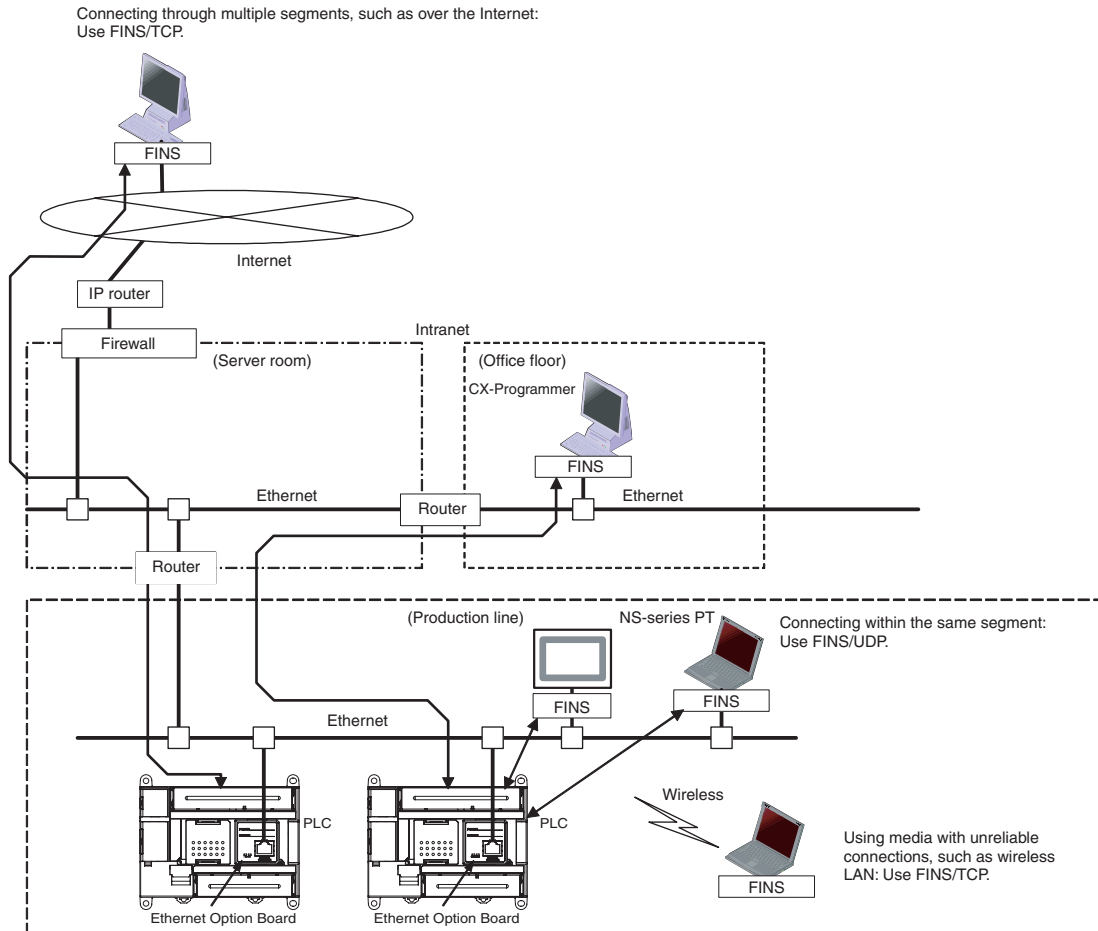 Connecting through multiple segments, such as over the Internet:
Use FINS/TCP.
FINS
Internet
IP router
Intranet
Firewall
(Server room)
(Office floor)
CX-Programmer
FINS
Ethernet
Router
Ethernet
Router
(Production line)
NS-series PT
Connecting within the same segment:
Use FINS/UDP.
FINS
FINS
Ethernet
Wireless
PLC
PLC
Using media with unreliable
connections, such as wireless
LAN: Use FINS/TCP.
FINS
Ethernet Option Board
Ethernet Option Board